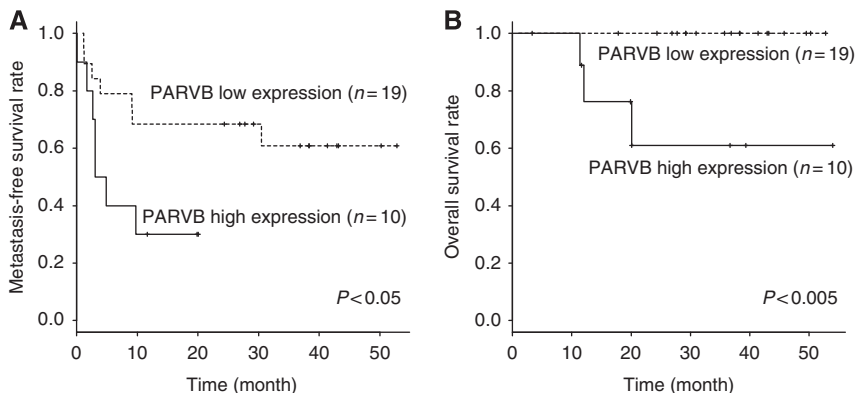 A
Metastasis-free survival rate
1.0
0.8
0.6
0.4
0.2
0.0
PARVB low expression (n=19)
PARVB high expression (n=10)
P<0.05
0 10 20 30 40 50
Time (month)
B
Overall survival rate
1.0
0.8
0.6
0.4
0.2
0.0
PARVB low expression (n=19)
PARVB high expression (n=10)
P<0.005
0 10 20 30 40 50
Time (month)